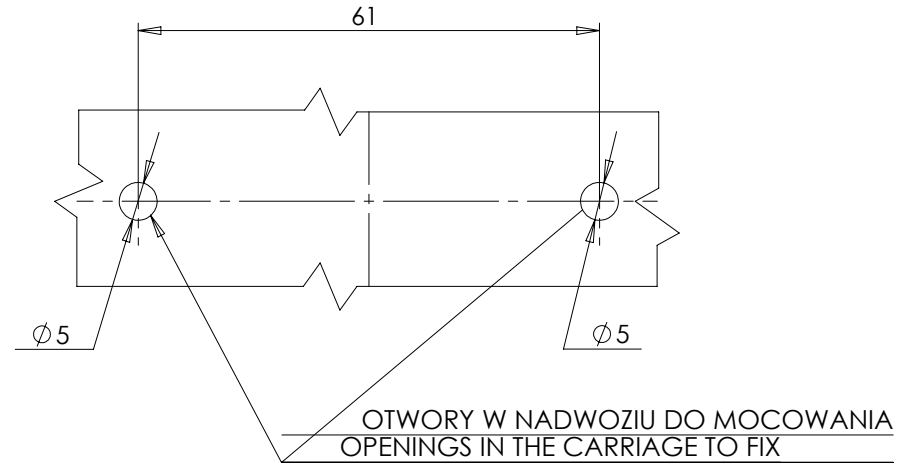 61
∅5
∅5
OTWORY W NADWOZIU DO MOCOWANIA
OPENINGS IN THE CARRIAGE TO FIX